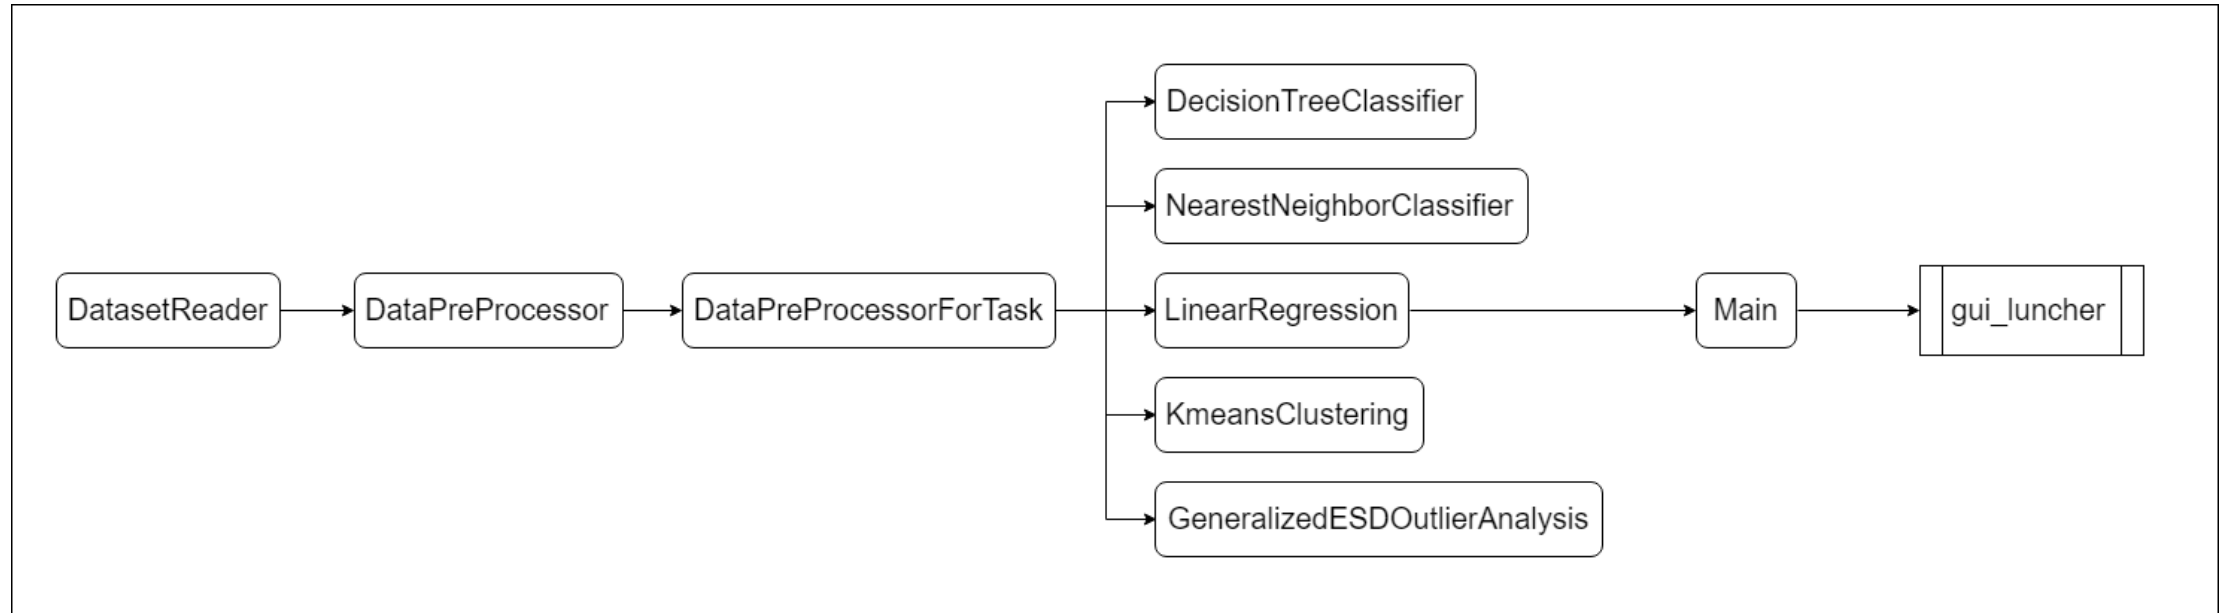 DecisionTreeClassifier
NearestNeighborClassifier
DatasetReader
DataPreProcessor
DataPreProcessorForTask
LinearRegression
Main
gui_luncher
KmeansClustering
GeneralizedESDOutlierAnalysis